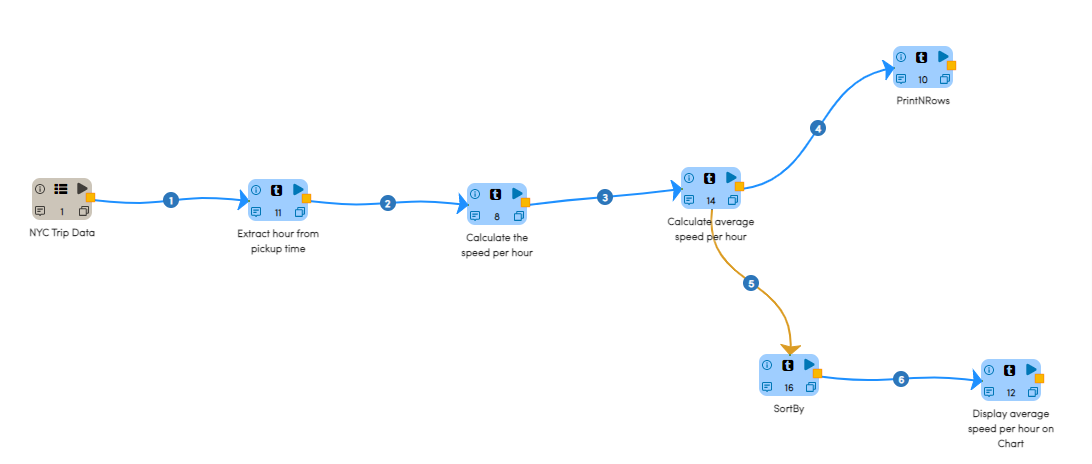 1
NYC Trip Data
1
t
11
Extract hour from
pickup time
2
t
8
Calculate the
speed per hour
3
t
14
Calculate average
speed per hour
4
t
10
PrintNRows
5
t
16
SortBy
6
t
12
Display average
speed per hour on
Chart